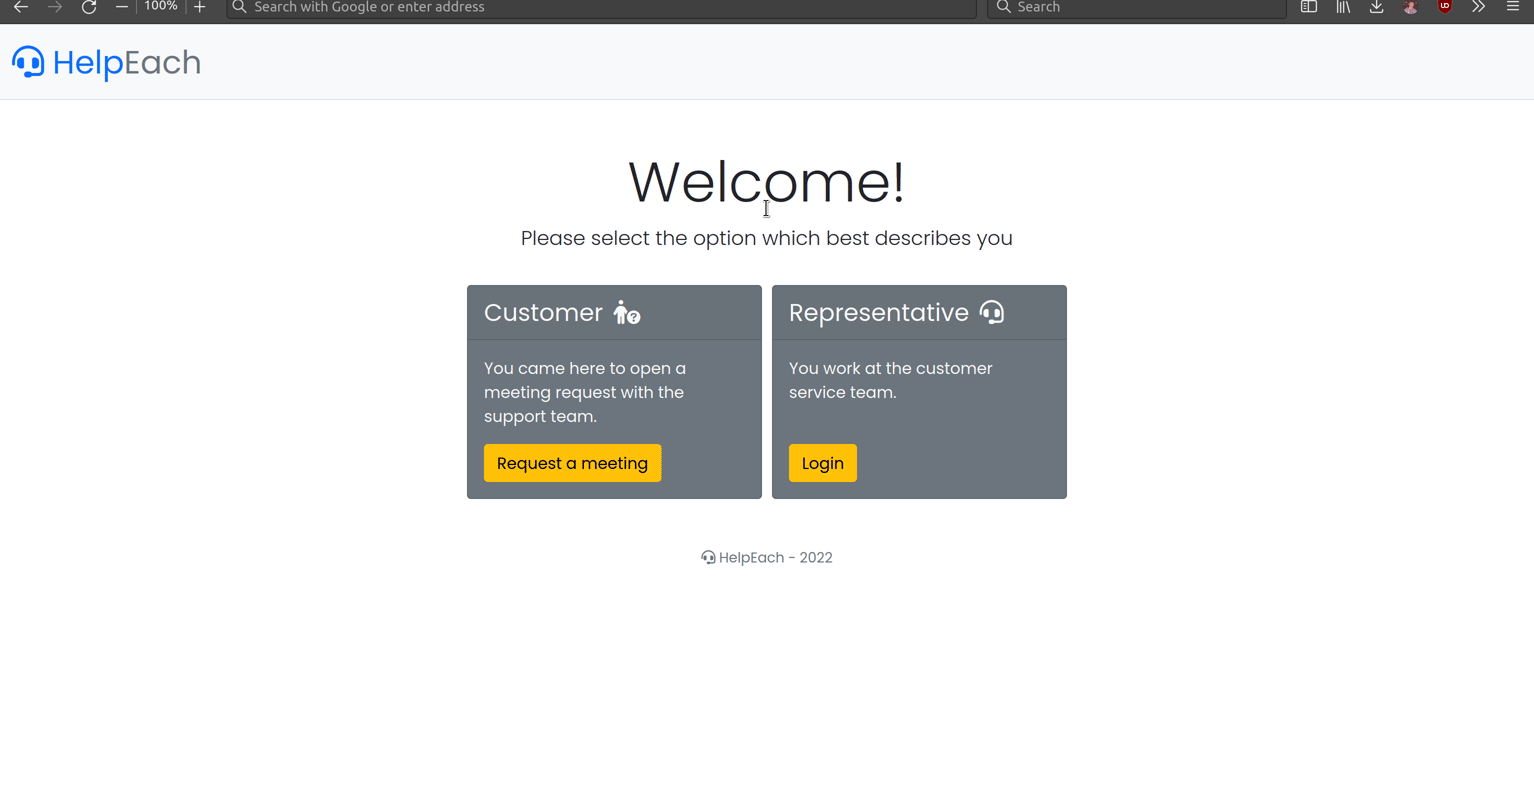 100%
Search with Google or enter address
Search
HelpEach
Welcome!
Please select the option which best describes you
Customer
You came here to open a
meeting request with the
support team.
Request a meeting
Representative
You work at the customer
service team.
Login
HelpEach - 2022